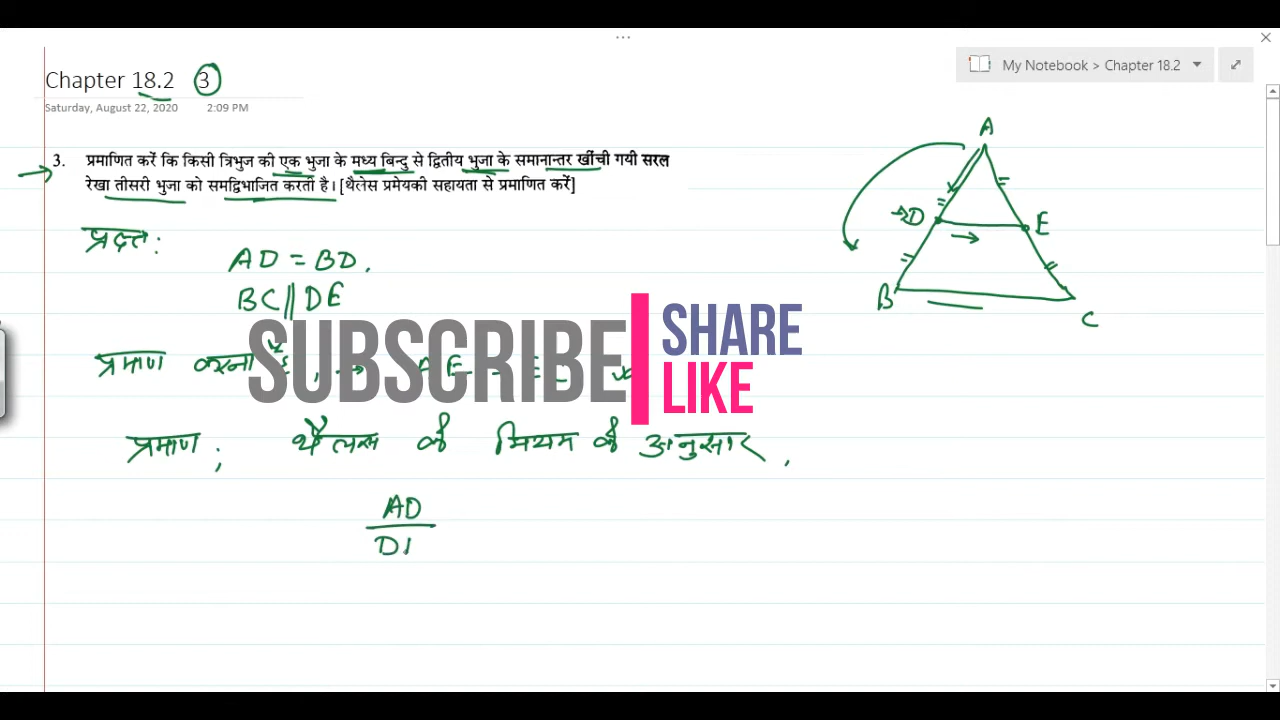 Chapter 18.2 3
Saturday, August 22, 2020 2:09 PM
My Notebook > Chapter 18.2
3. प्रमाणित करें कि किसी त्रिभुज की एक भुजा के मध्य बिन्दु से द्वितीय भुजा के समानान्तर खींची गयी सरल
रेखा तीसरी भुजा को समद्विभाजित करती है। [थैलेस प्रमेयकी सहायता से प्रमाणित करें]
A
D
E
B
C
प्रदत्त:
AD = BD,
BC || DE
SUBSCRIBE
SHARE
LIKE
प्रमाण करना
प्रमाण ; थैलस के नियम के अनुसार,
AD